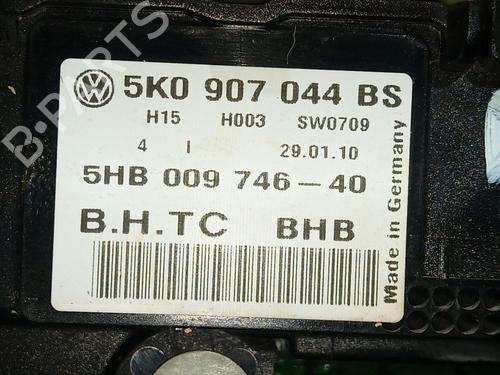 5K0 907 044 BS
H15 H003 SW0709
4 I 29.01.10
5HB 009 746-40
B.H.TC BHB
Made in Germany
B-PARTS